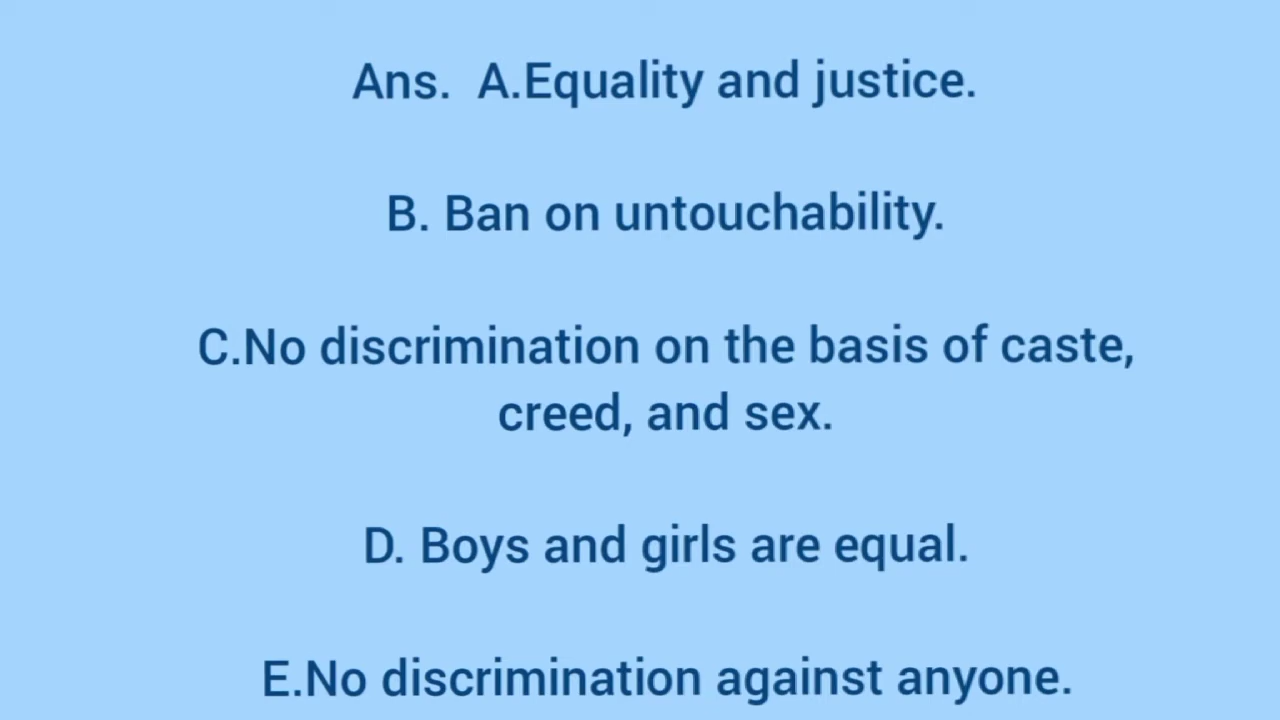 Ans.  A.Equality and justice.
B. Ban on untouchability.
C.No discrimination on the basis of caste,
creed, and sex.
D. Boys and girls are equal.
E.No discrimination against anyone.